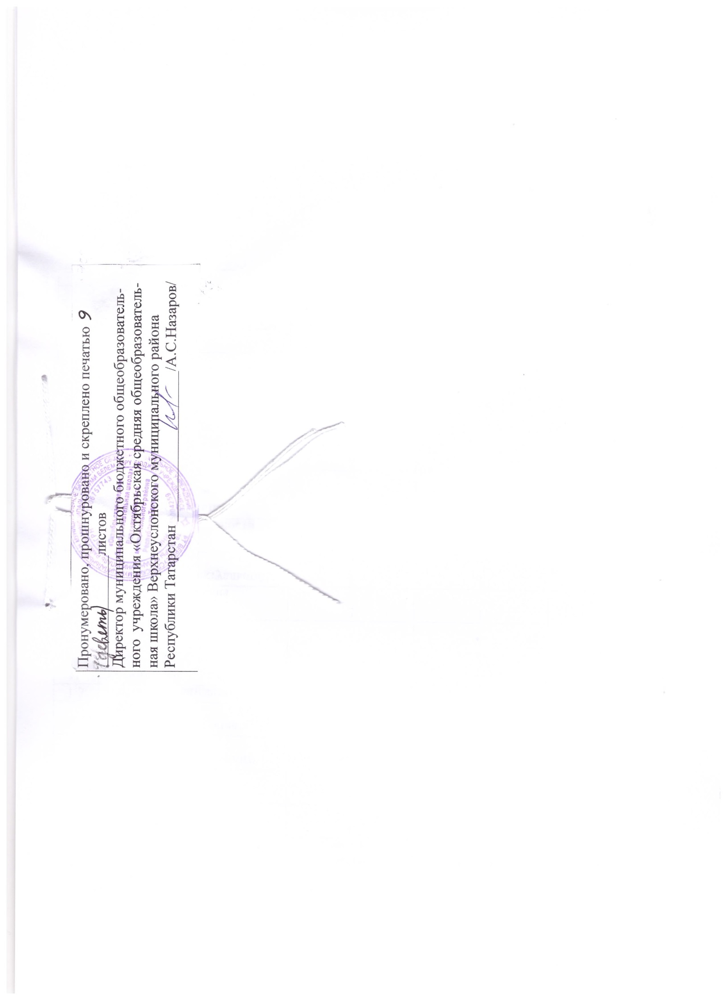 Пронумеровано, прошнуровано и скреплено печатью 9
(девять) листов
Директор муниципального бюджетного общеобразователь-
ного учреждения «Октябрьская средняя общеобразователь-
ная школа» Верхнеуслонского муниципального района
Республики Татарстан /А.С.Назаров/